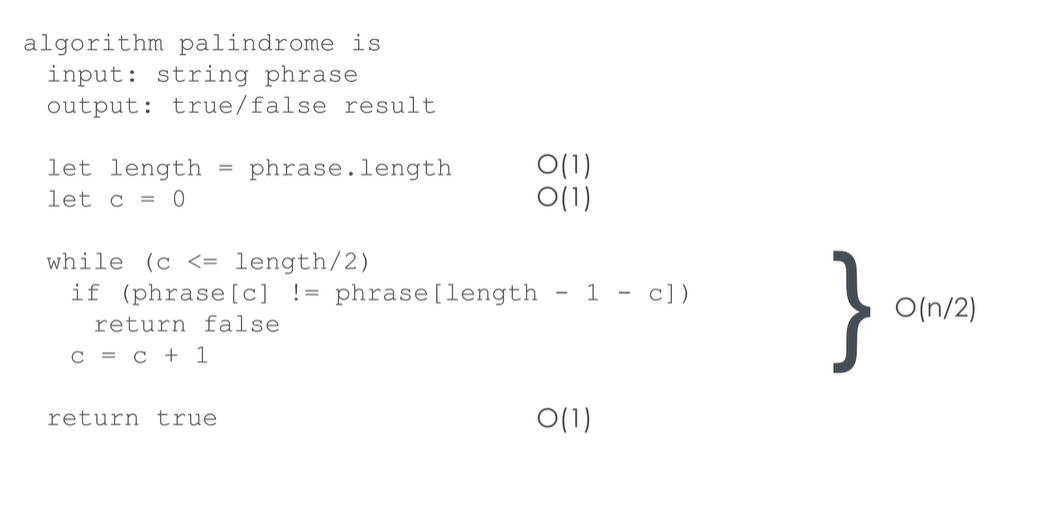 algorithm palindrome is
input: string phrase
output: true/false result
let length = phrase.length O(1)
let c = 0 O(1)
while (c <= length/2)
if (phrase[c] != phrase[length - 1 - c])
return false
c = c + 1
} O(n/2)
return true O(1)